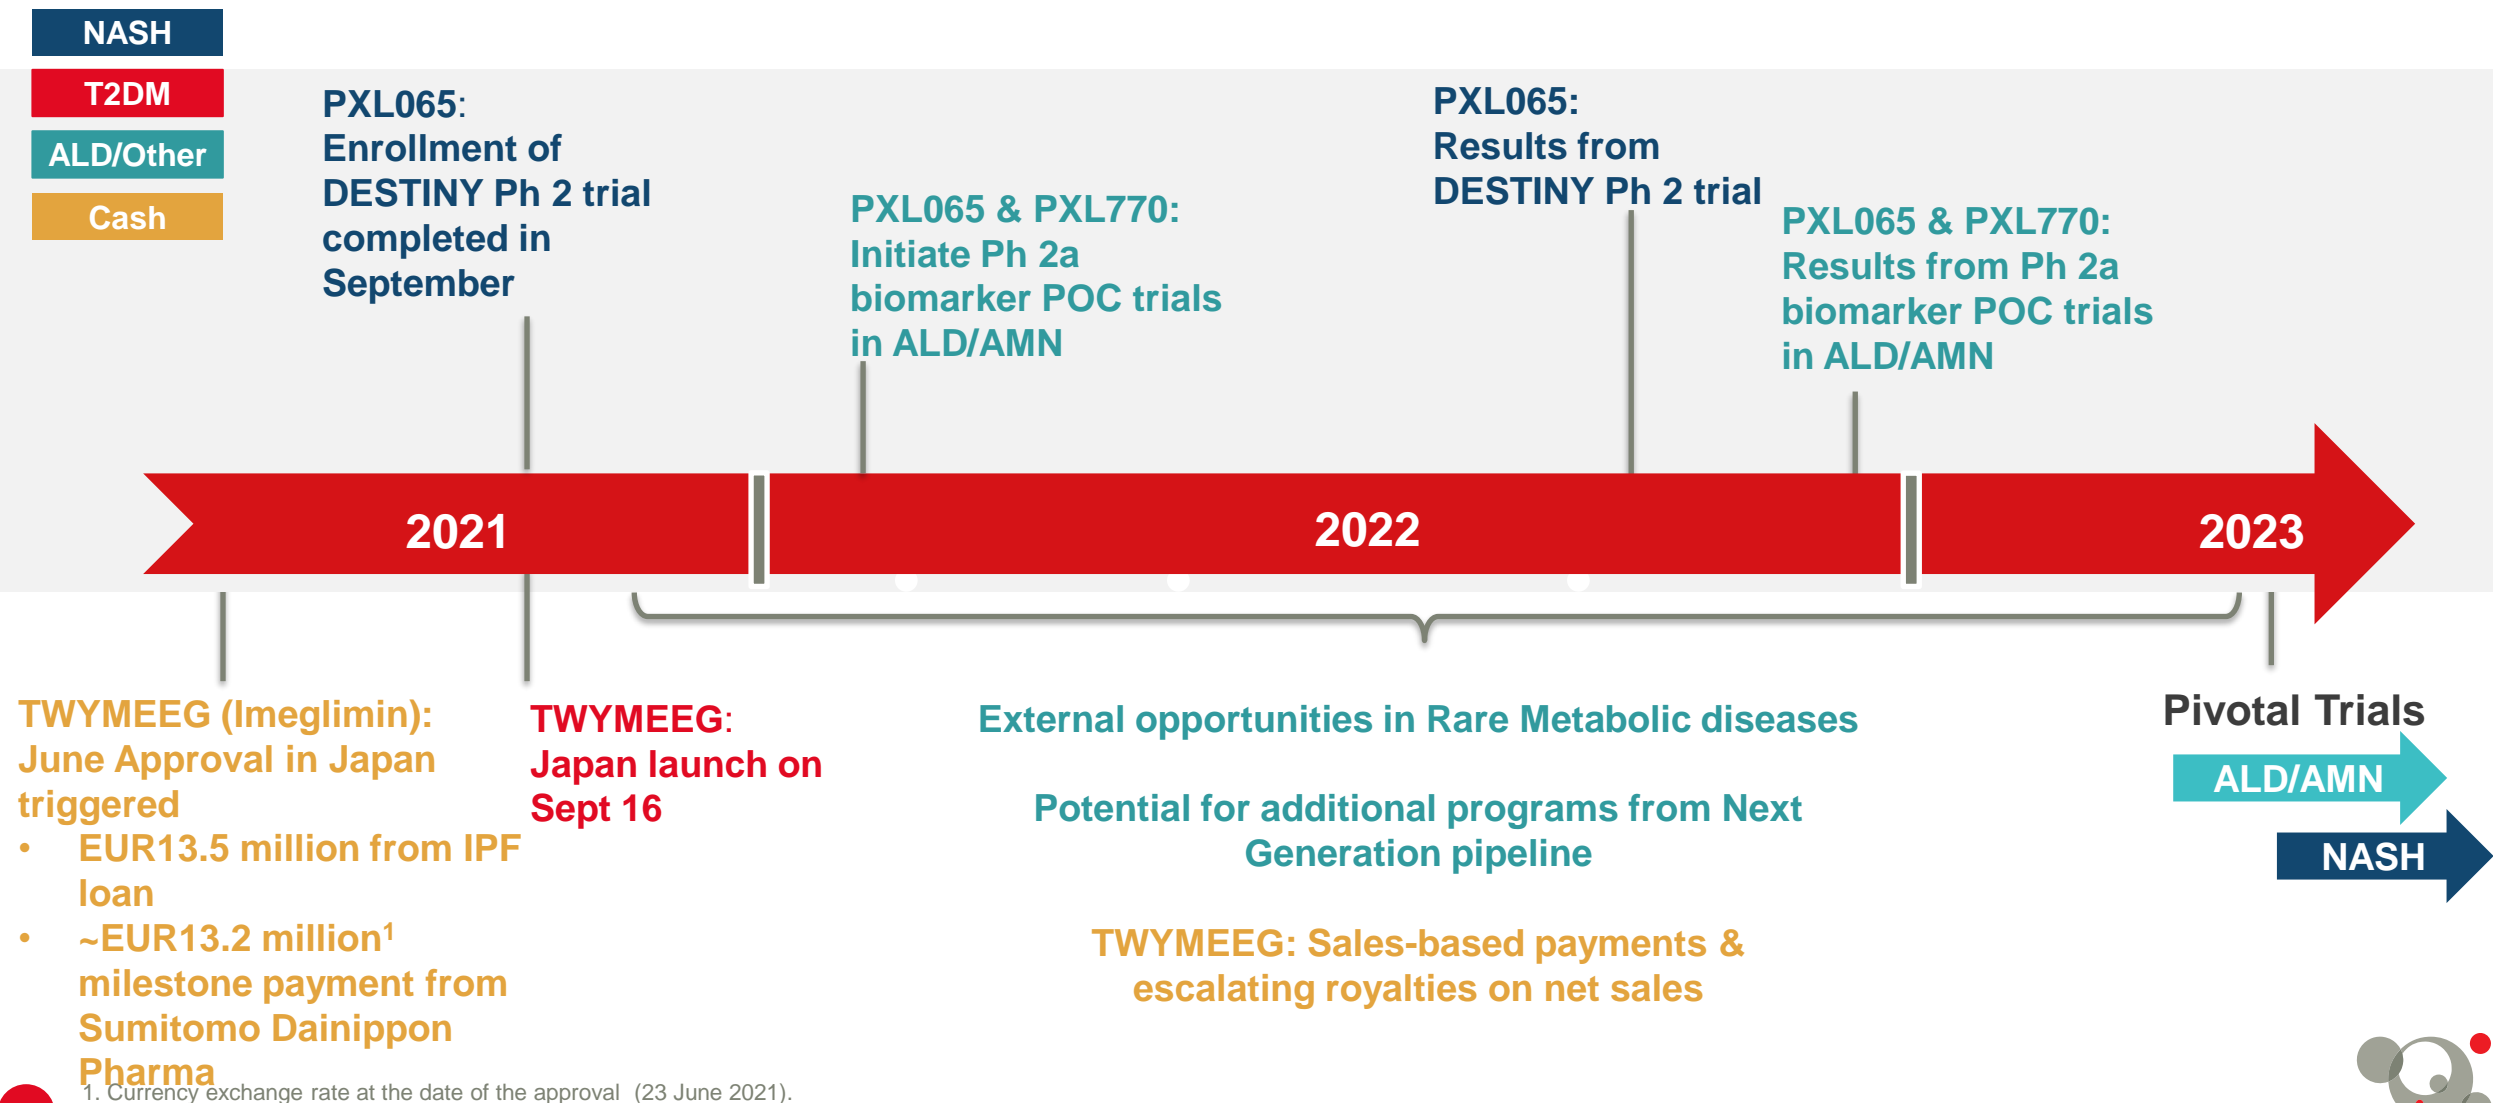 NASH
T2DM
ALD/Other
Cash
PXL065:
Enrollment of
DESTINY Ph 2 trial
completed in
September
PXL065 & PXL770:
Initiate Ph 2a
biomarker POC trials
in ALD/AMN
PXL065:
Results from
DESTINY Ph 2 trial
PXL065 & PXL770:
Results from Ph 2a
biomarker POC trials
in ALD/AMN
2021
2022
2023
TWYMEEG (Imeglimin):
June Approval in Japan
triggered
• EUR13.5 million from IPF
loan
• ~EUR13.2 million¹
milestone payment from
Sumitomo Dainippon
Pharma
TWYMEEG:
Japan launch on
Sept 16
External opportunities in Rare Metabolic diseases
Potential for additional programs from Next
Generation pipeline
TWYMEEG: Sales-based payments &
escalating royalties on net sales
Pivotal Trials
ALD/AMN
NASH
1. Currency exchange rate at the date of the approval (23 June 2021).